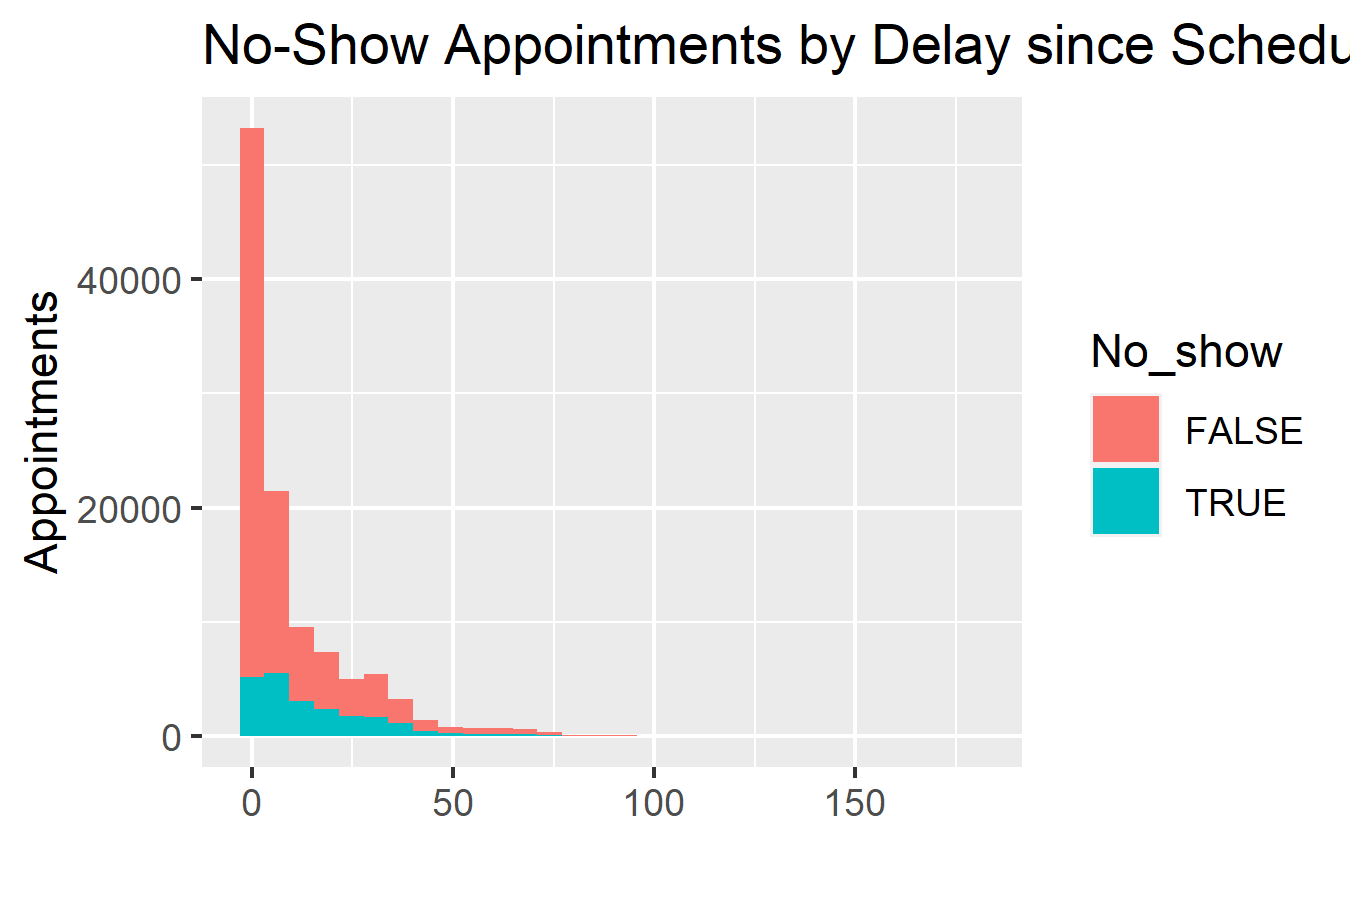 No-Show Appointments by Delay since Schedu
Appointments
40000
20000
0
0 50 100 150
No_show
FALSE
TRUE